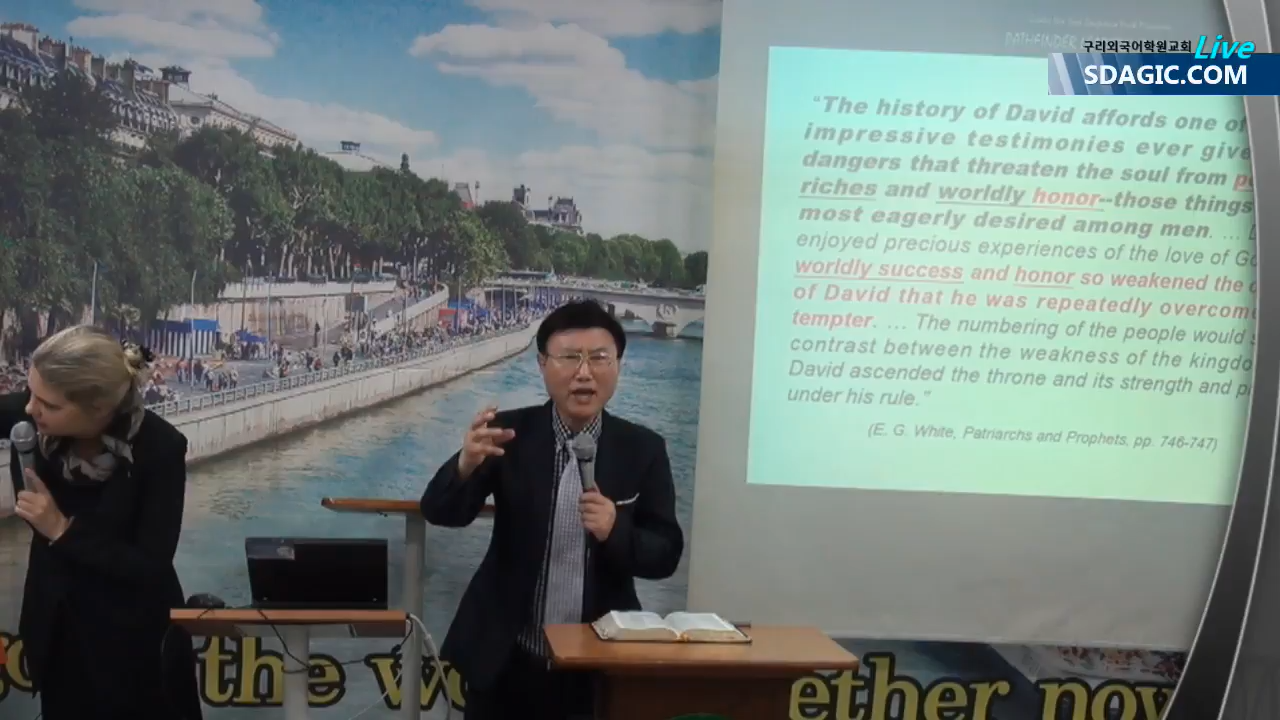 구리외국어학원교회 Live
SDAGIC.COM
“The history of David affords one of
impressive testimonies ever give
dangers that threaten the soul from
riches and worldly honor--those things
most eagerly desired among men. ...
enjoyed precious experiences of the love of
worldly success and honor so weakened the
of David that he was repeatedly overcom
tempter. ... The numbering of the people would
contrast between the weakness of the kingdo
David ascended the throne and its strength and
under his rule.”
(E. G. White, Patriarchs and Prophets, pp. 746-747)
the ether now